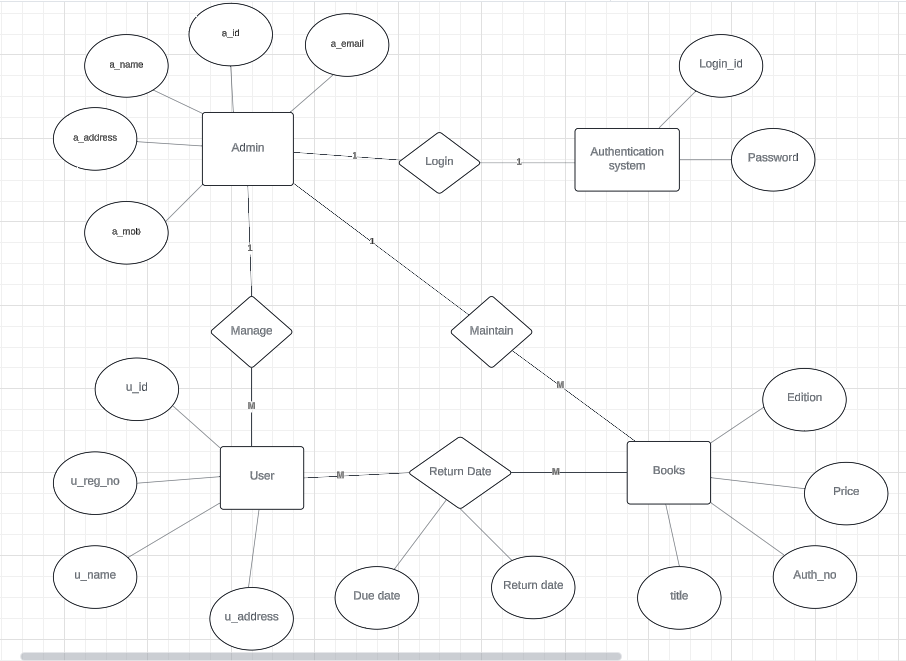 a_id
a_email
a_name
Login_id
a_address
Admin
1
Login
1
Authentication
system
Password
a_mob
1
1
Manage
Maintain
u_id
M
M
Edition
User
M
Return Date
M
Books
u_reg_no
Price
u_name
Due date
Return date
title
Auth_no
u_address